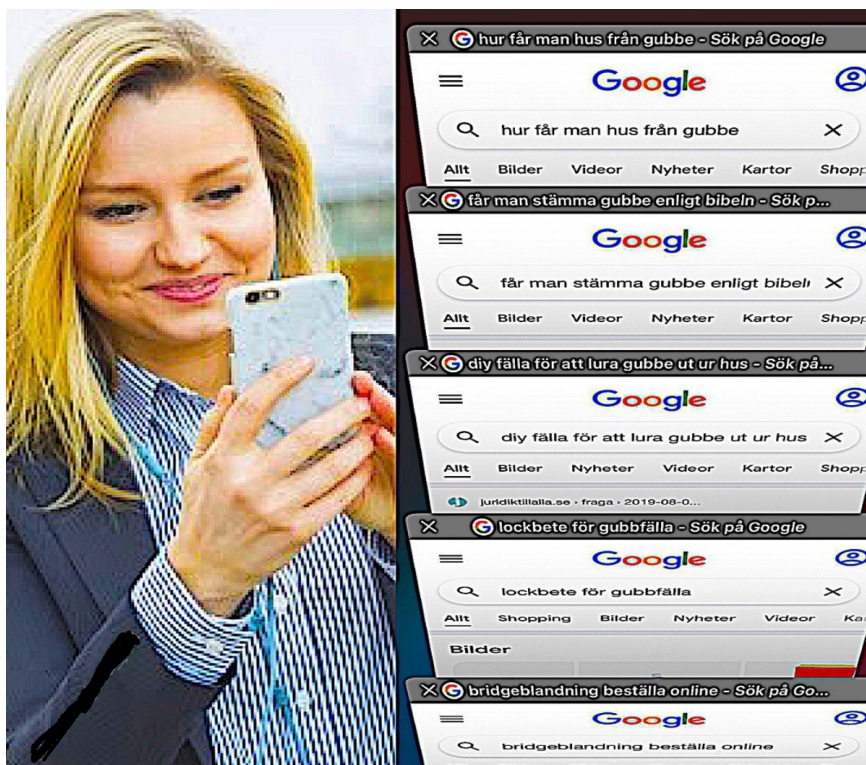 hur får man hus från gubbe - Sök på Google
Google
hur får man hus från gubbe
Allt Bilder Videor Nyheter Kartor Shopp
får man stämma gubbe enligt bibeln - Sök p...
Google
får man stämma gubbe enligt bibeln
Allt Bilder Videor Nyheter Kartor Shopp
diy fälla för att lura gubbe ut ur hus - Sök på...
Google
diy fälla för att lura gubbe ut ur hus
Allt Bilder Nyheter Videor Kartor Shopp
juridiktillalla.se › fraga › 2019-08-0...
lockbete för gubbfälla - Sök på Google
Google
lockbete för gubbfälla
Allt Shopping Bilder Nyheter Videor Ka
Bilder
bridgeblandning beställa online - Sök på Go...
Google
bridgeblandning beställa online